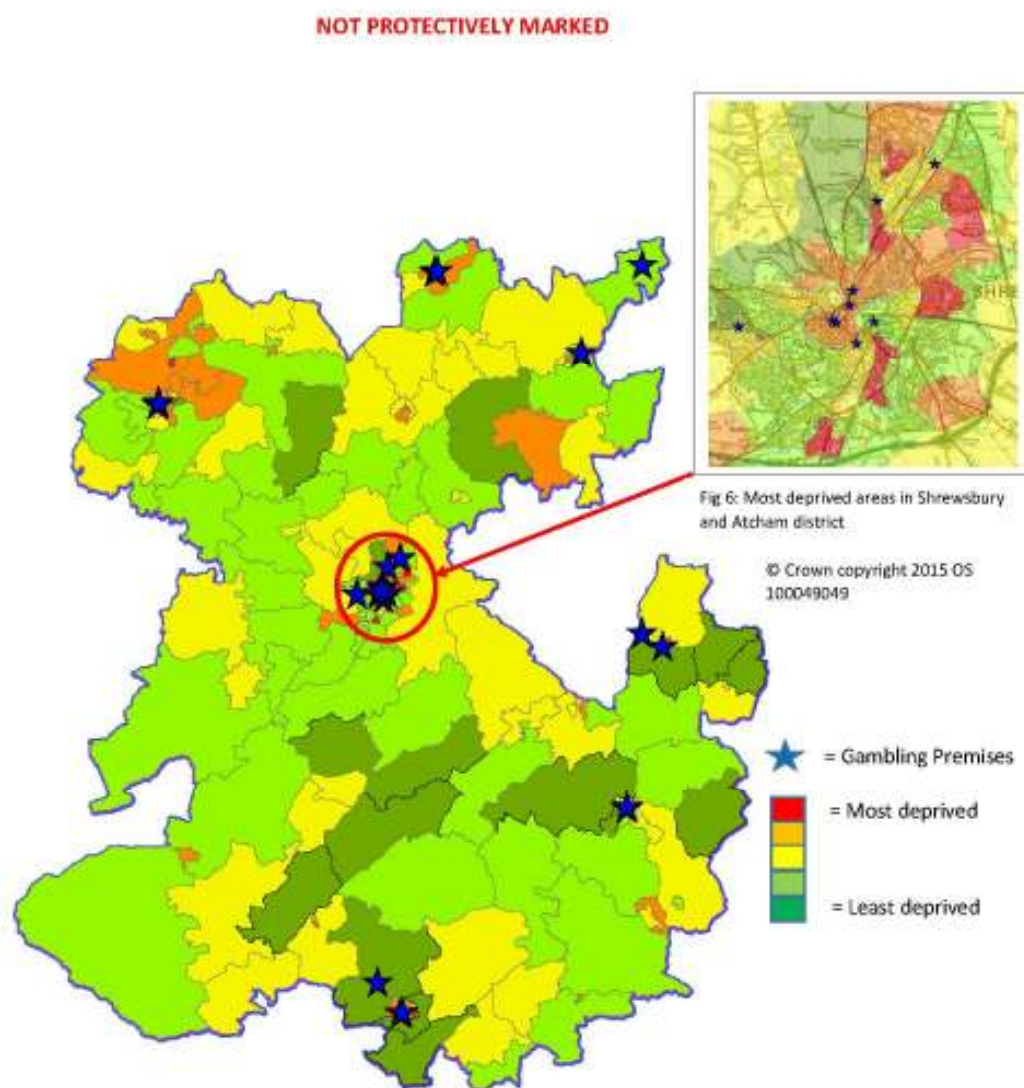 NOT PROTECTIVELY MARKED
Fig 6: Most deprived areas in Shrewsbury
and Atcham district
© Crown copyright 2015 OS
100049049
= Gambling Premises
= Most deprived
= Least deprived